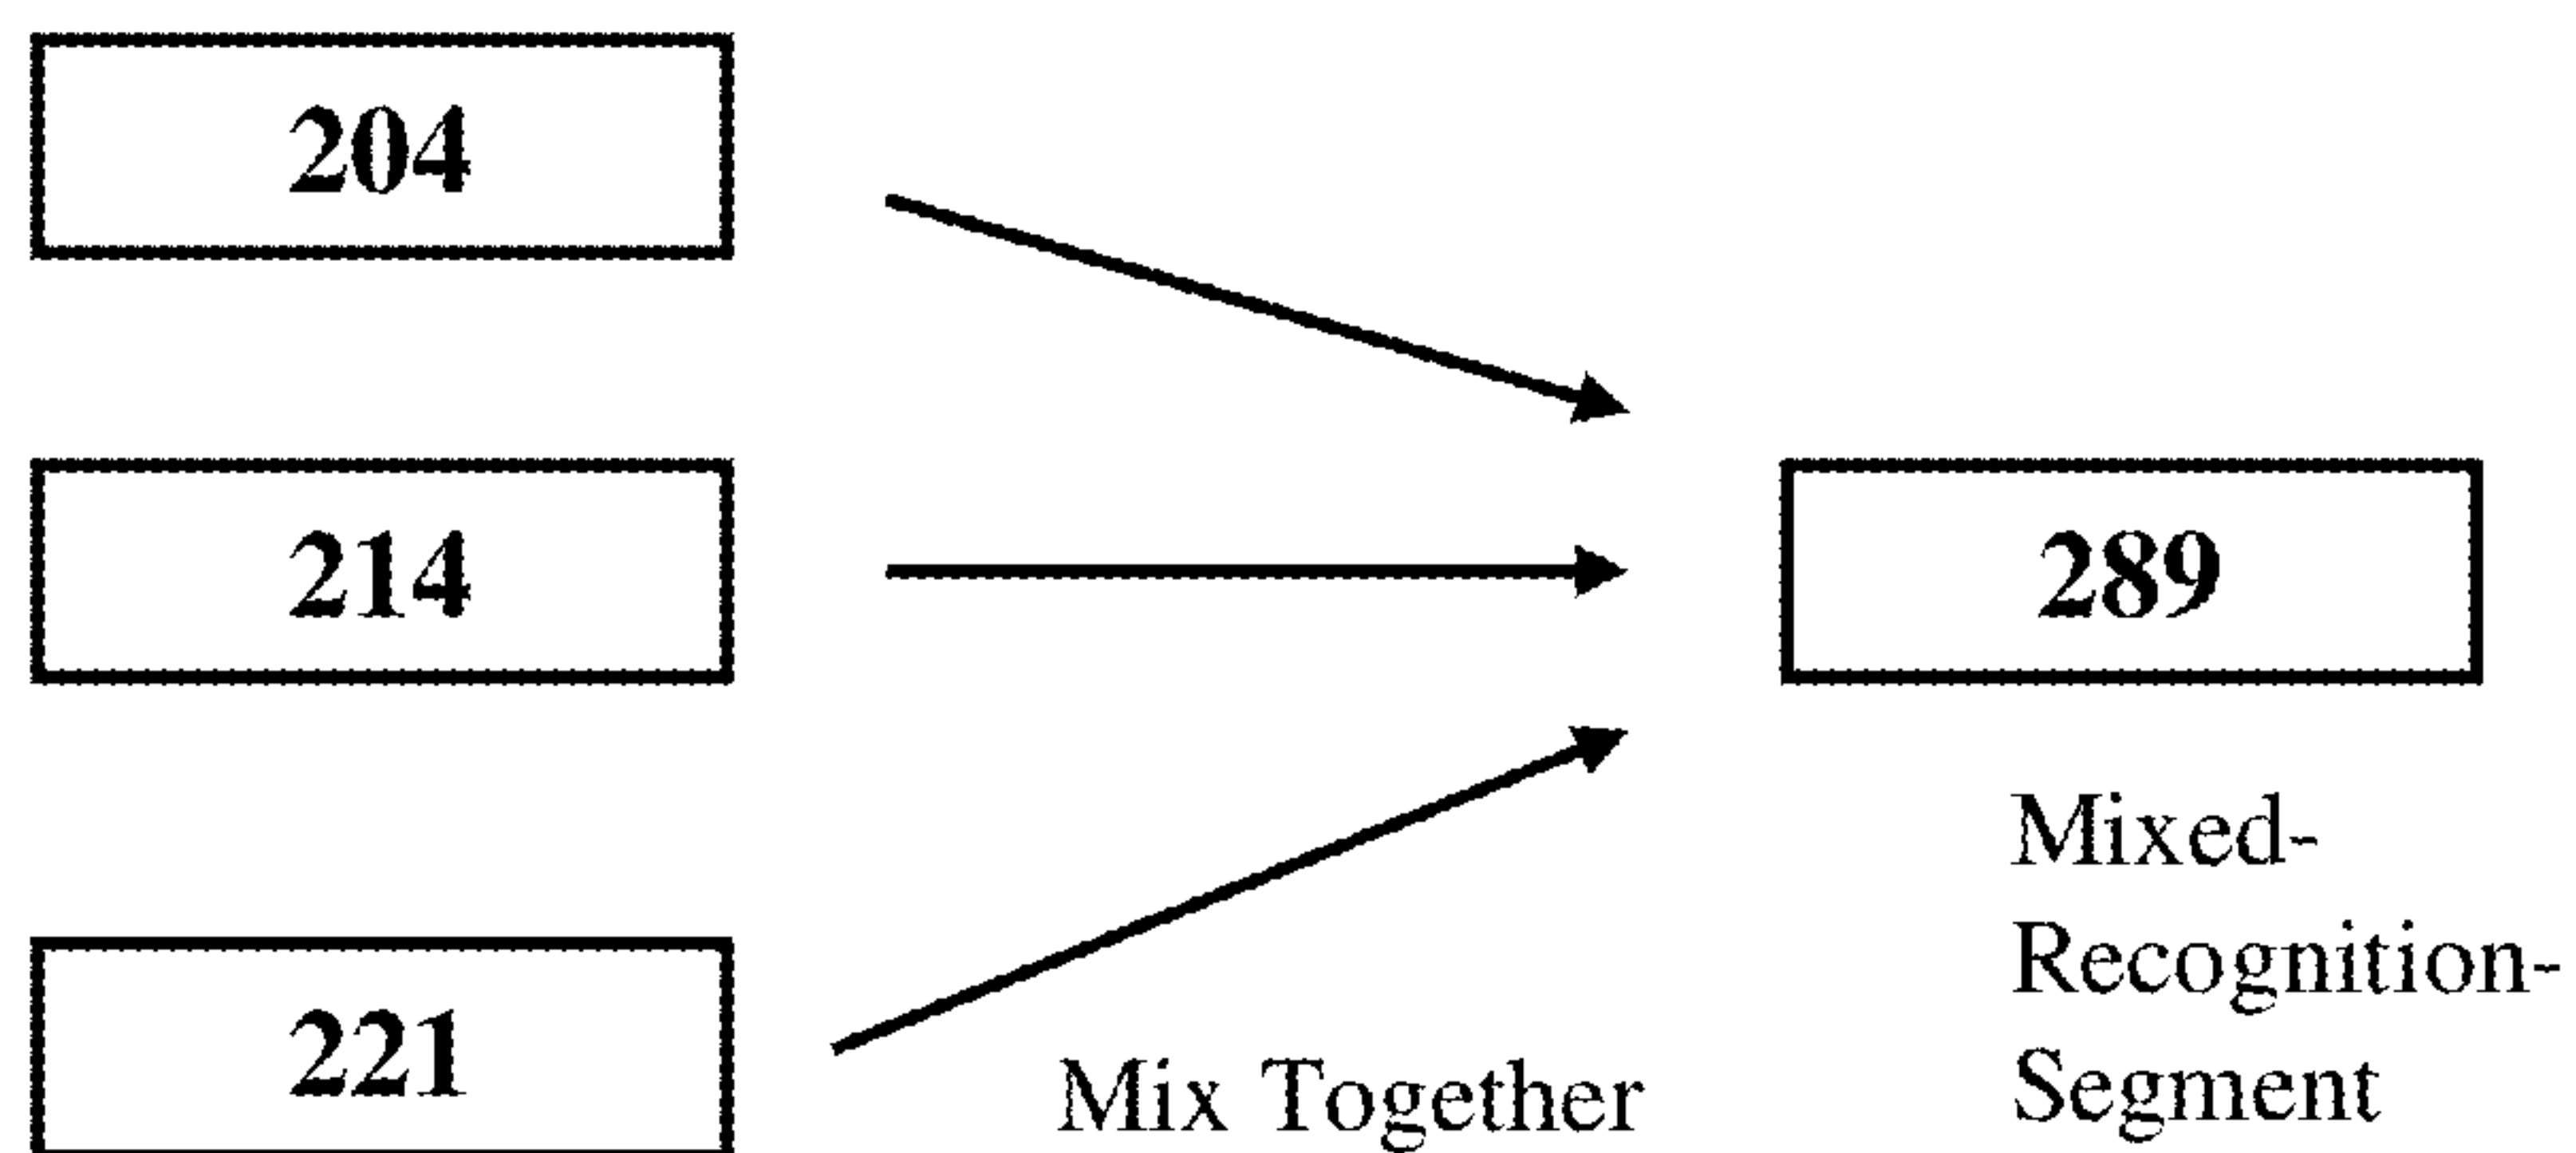 204
214
289
Mixed-
Recognition-
Segment
221
Mix Together